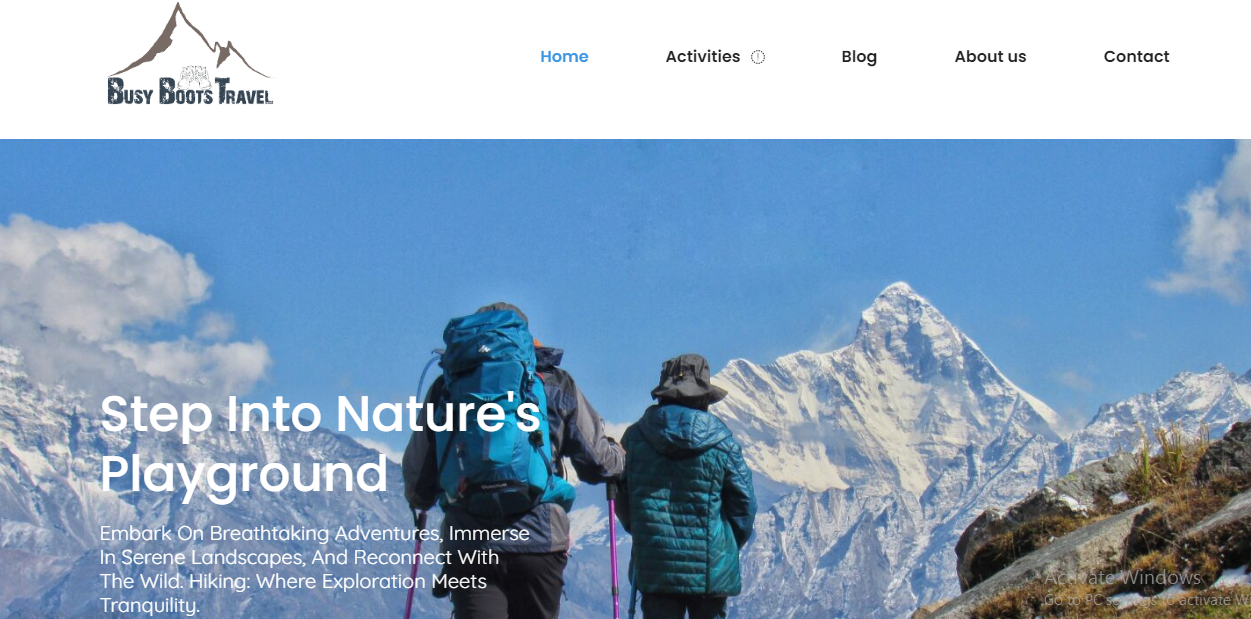 Busy Boots Travel
Home Activities Blog About us Contact
Step Into Nature's
Playground
Embark On Breathtaking Adventures, Immerse
In Serene Landscapes, And Reconnect With
The Wild. Hiking: Where Exploration Meets
Tranquility.
Activate Windows
Go to PC settings to activate W